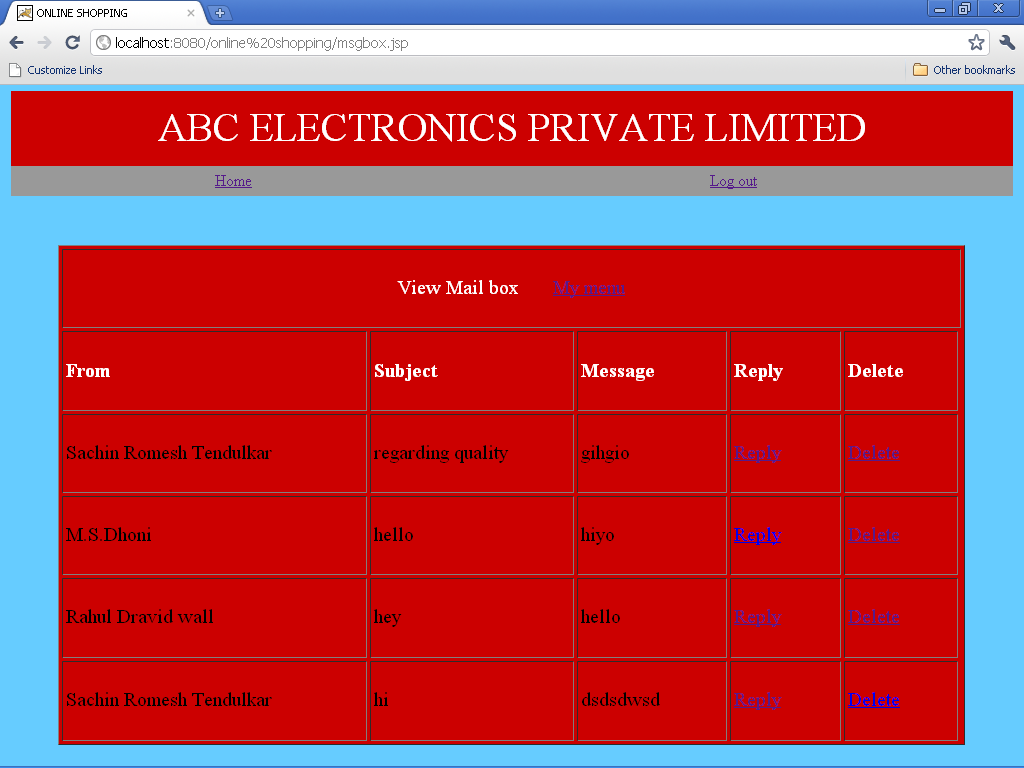 ONLINE SHOPPING
localhost:8080/online%20shopping/msgbox.jsp
Customize Links Other bookmarks
ABC ELECTRONICS PRIVATE LIMITED
Home Log out
View Mail box My menu
From Subject Message Reply Delete
Sachin Romesh Tendulkar regarding quality gihgio Reply Delete
M.S.Dhoni hello hiyo Reply Delete
Rahul Dravid wall hey hello Reply Delete
Sachin Romesh Tendulkar hi dsdsdwsd Reply Delete